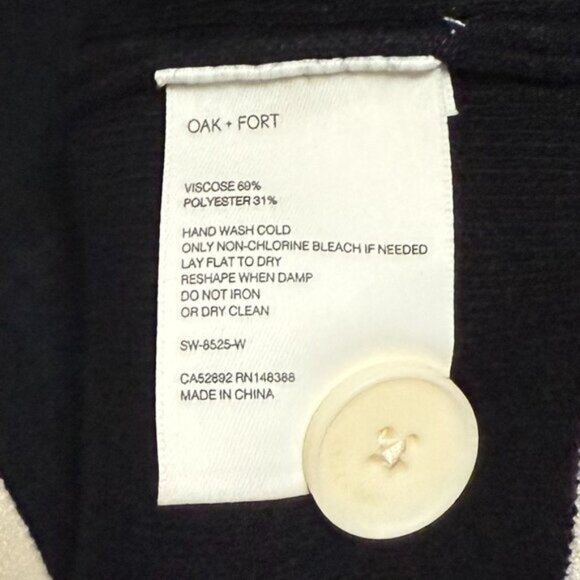 OAK + FORT
VISCOSE 69%
POLYESTER 31%
HAND WASH COLD
ONLY NON-CHLORINE BLEACH IF NEEDED
LAY FLAT TO DRY
RESHAPE WHEN DAMP
DO NOT IRON
OR DRY CLEAN
SW-8525-W
CA52892 RN148388
MADE IN CHINA